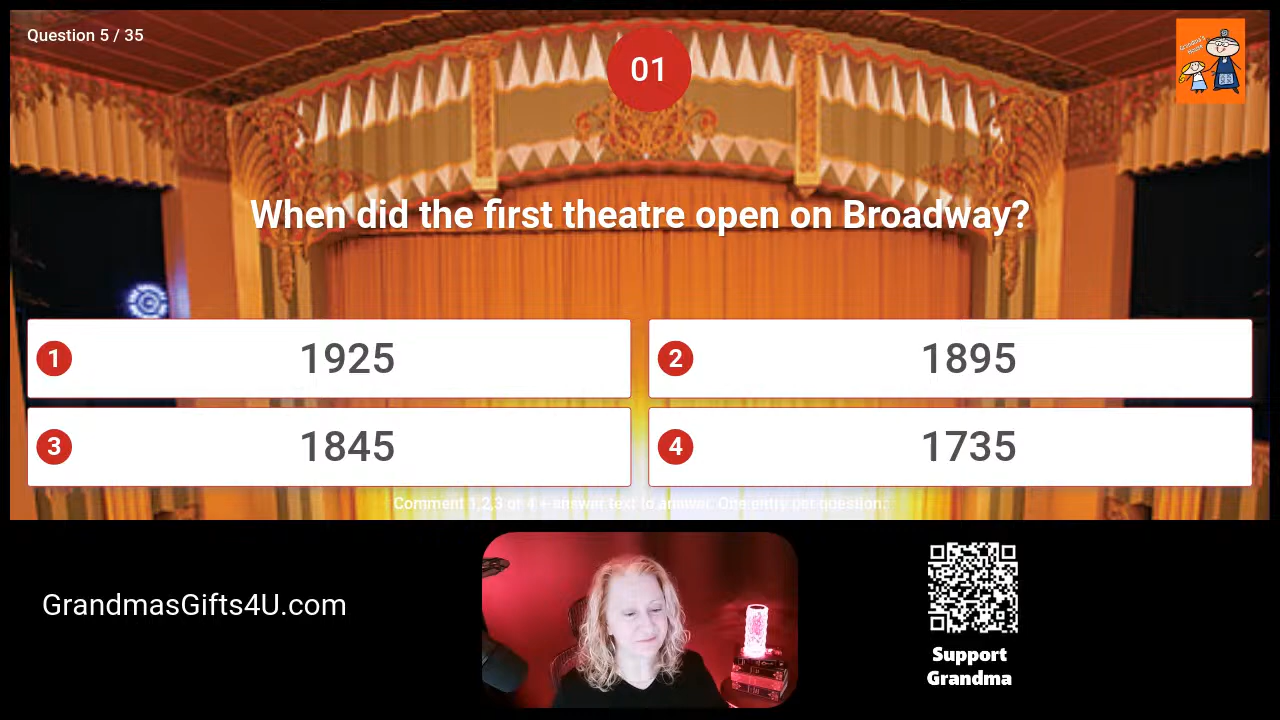 Question 5 / 35
01
Grandma's
House
When did the first theatre open on Broadway?
1 1925
2 1895
3 1845
4 1735
Comment 1,2,3 or 4 + answer text to answer. One entry per question.
GrandmasGifts4U.com
Support
Grandma